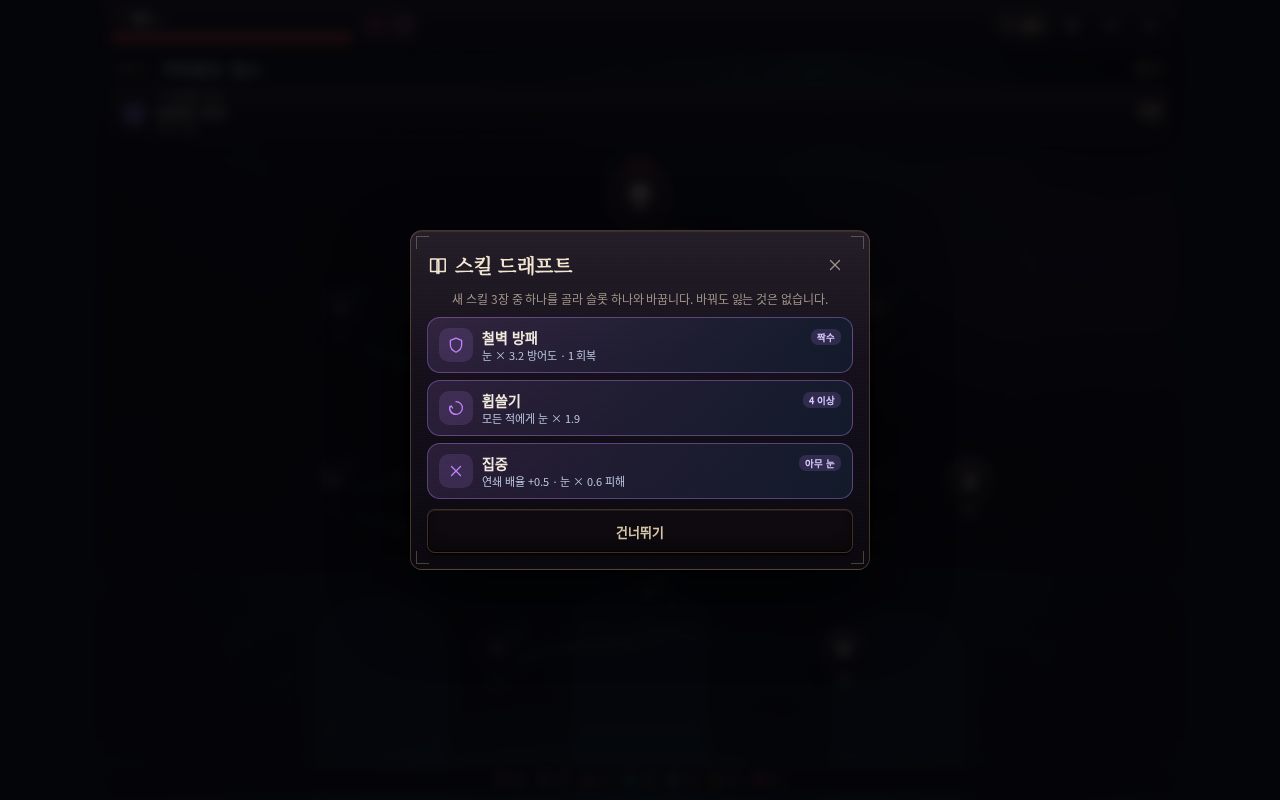 스킬 드래프트
새 스킬 3장 중 하나를 골라 슬롯 하나와 바꿉니다. 바꿔도 잃는 것은 없습니다.
철벽 방패
짝수
눈 × 3.2 방어도 · 1 회복
휩쓸기
4 이상
모든 적에게 눈 × 1.9
집중
아무 눈
연쇄 배율 +0.5 · 눈 × 0.6 피해
건너뛰기